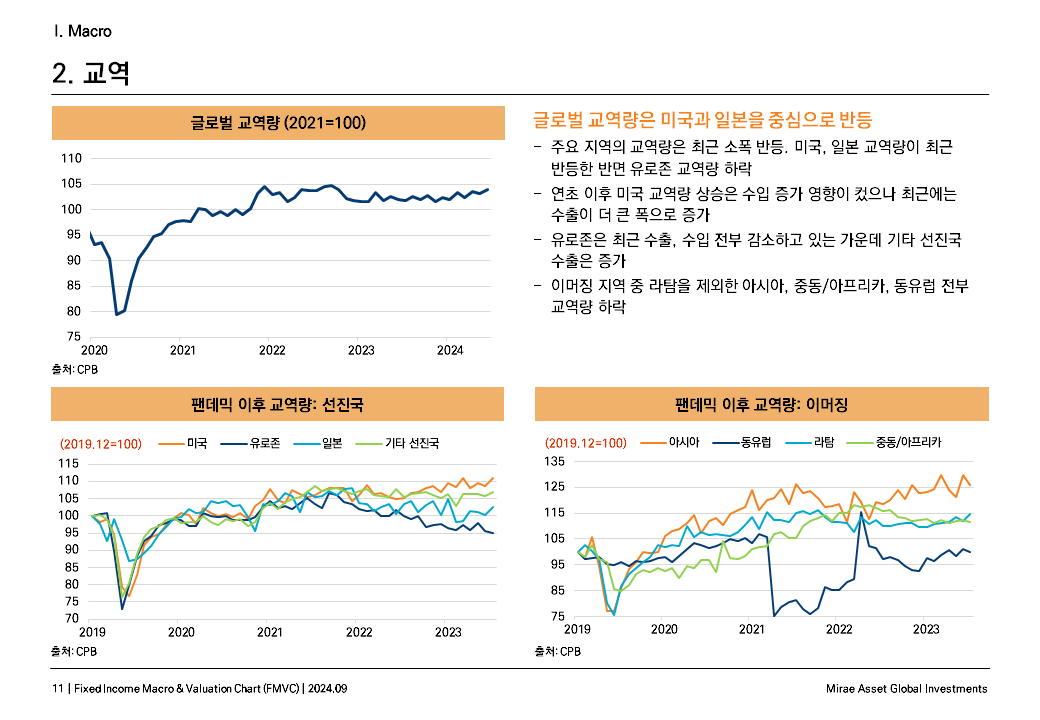 I. Macro
2. 교역
글로벌 교역량 (2021=100)
110
105
100
95
90
85
80
75
2020 2021 2022 2023 2024
출처: CPB
글로벌 교역량은 미국과 일본을 중심으로 반등
– 주요 지역의 교역량은 최근 소폭 반등. 미국, 일본 교역량이 최근
반등한 반면 유로존 교역량 하락
– 연초 이후 미국 교역량 상승은 수입 증가 영향이 컸으나 최근에는
수출이 더 큰 폭으로 증가
– 유로존은 최근 수출, 수입 전부 감소하고 있는 가운데 기타 선진국
수출은 증가
– 이머징 지역 중 라탐을 제외한 아시아, 중동/아프리카, 동유럽 전부
교역량 하락
팬데믹 이후 교역량: 선진국
(2019.12=100) 미국 유로존 일본 기타 선진국
115
110
105
100
95
90
85
80
75
70
2019 2020 2021 2022 2023
출처: CPB
팬데믹 이후 교역량: 이머징
(2019.12=100) 아시아 동유럽 라탐 중동/아프리카
135
125
115
105
95
85
75
2019 2020 2021 2022 2023
출처: CPB
11 | Fixed Income Macro & Valuation Chart (FMVC) | 2024.09
Mirae Asset Global Investments